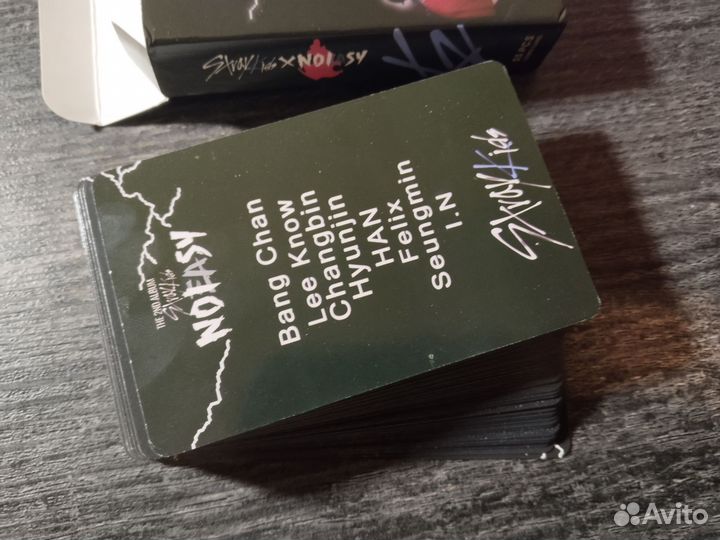 Stray Kids X NOEASY
THE 2ND ALBUM
Stray Kids
NOEASY
Bang Chan
Lee Know
Changbin
Hyunjin
HAN
Felix
Seungmin
I.N
Stray Kids
Avito